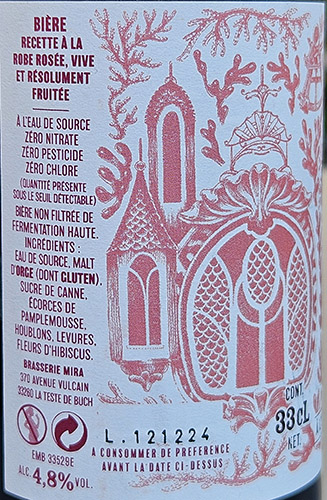 BIÈRE
RECETTE À LA
ROBE ROSÉE, VIVE
ET RÉSOLUMENT
FRUITÉE
À L'EAU DE SOURCE
ZÉRO NITRATE
ZÉRO PESTICIDE
ZÉRO CHLORE
(QUANTITÉ PRÉSENTE
SOUS LE SEUIL DÉTECTABLE)
BIÈRE NON FILTRÉE DE
FERMENTATION HAUTE.
INGRÉDIENTS :
EAU DE SOURCE, MALT
D'ORGE (DONT GLUTEN),
SUCRE DE CANNE,
ÉCORCES DE
PAMPLEMOUSSE,
HOUBLONS, LEVURES,
FLEURS D'HIBISCUS.
BRASSERIE MIRA
370 AVENUE VULCAIN
33260 LA TESTE DE BUCH
EMB 33529E
ALC. 4,8% VOL.
L.121224
A CONSOMMER DE PREFERENCE
AVANT LA DATE CI-DESSUS
CONT.
33cL
NET.